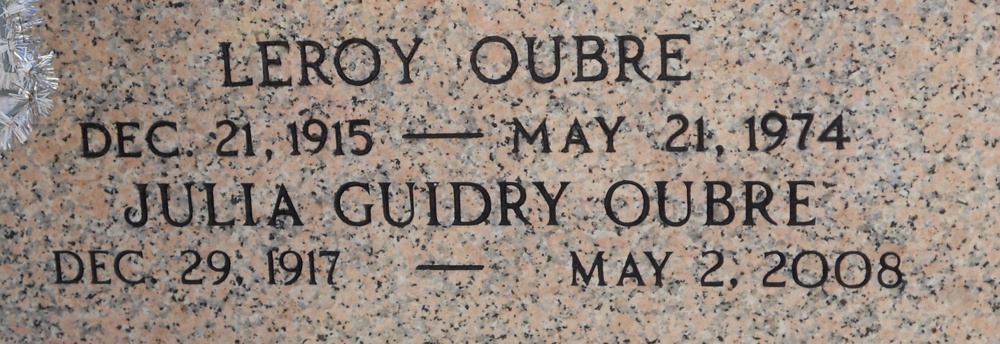 LEROY OUBRE
DEC. 21, 1915 — MAY 21, 1974
JULIA GUIDRY OUBRE
DEC. 29, 1917 — MAY 2, 2008